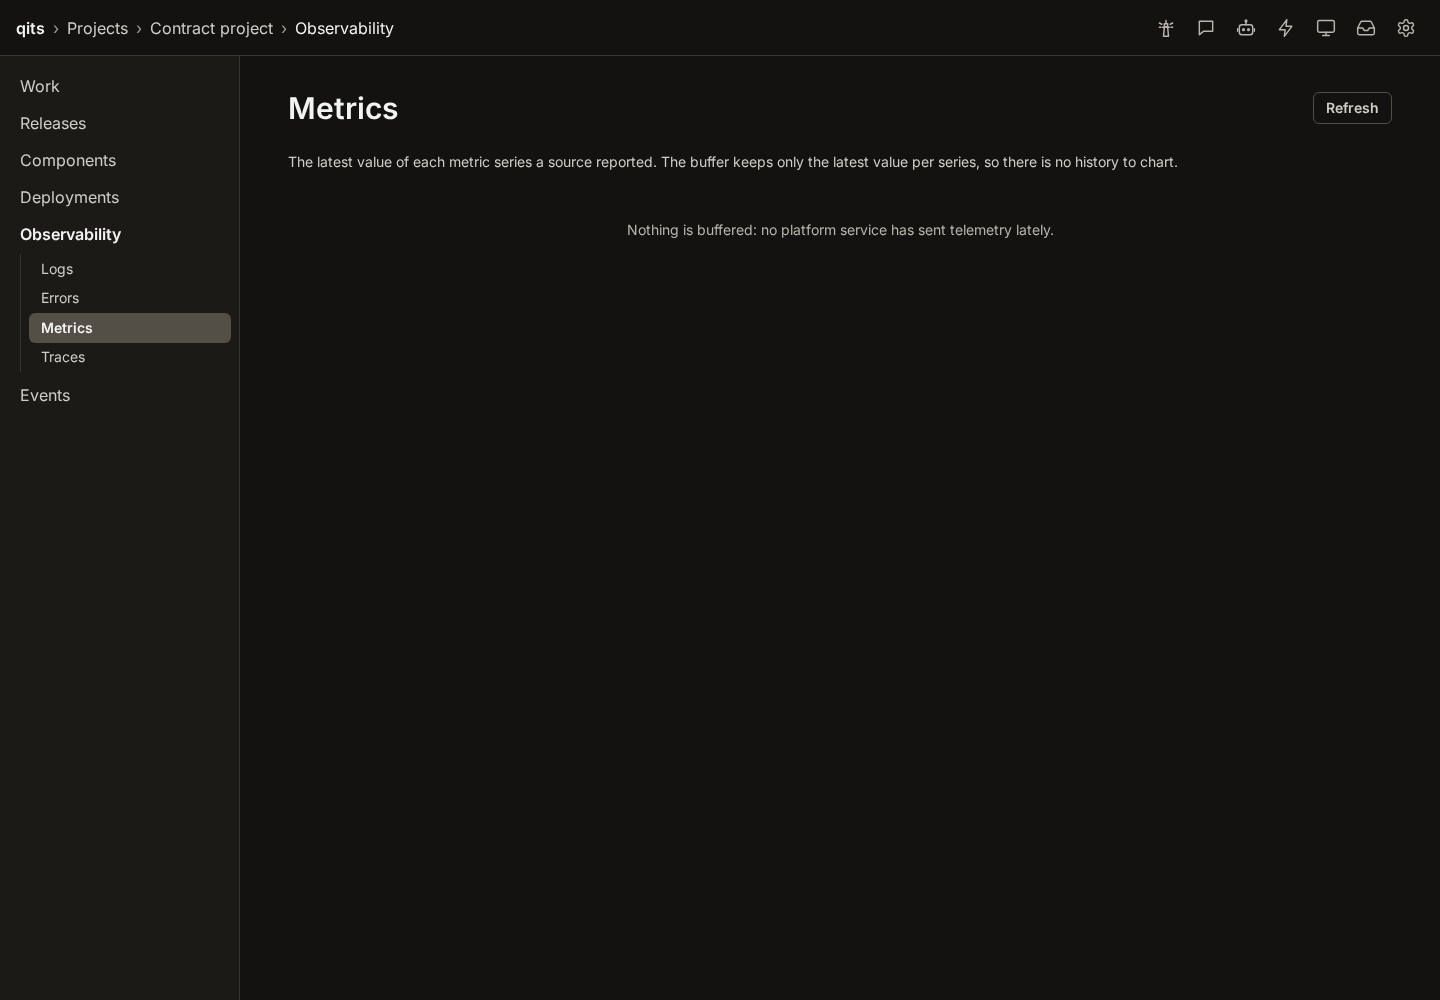 qits › Projects › Contract project › Observability
Work
Releases
Components
Deployments
Observability
Logs
Errors
Metrics
Traces
Events
Metrics
Refresh
The latest value of each metric series a source reported. The buffer keeps only the latest value per series, so there is no history to chart.
Nothing is buffered: no platform service has sent telemetry lately.